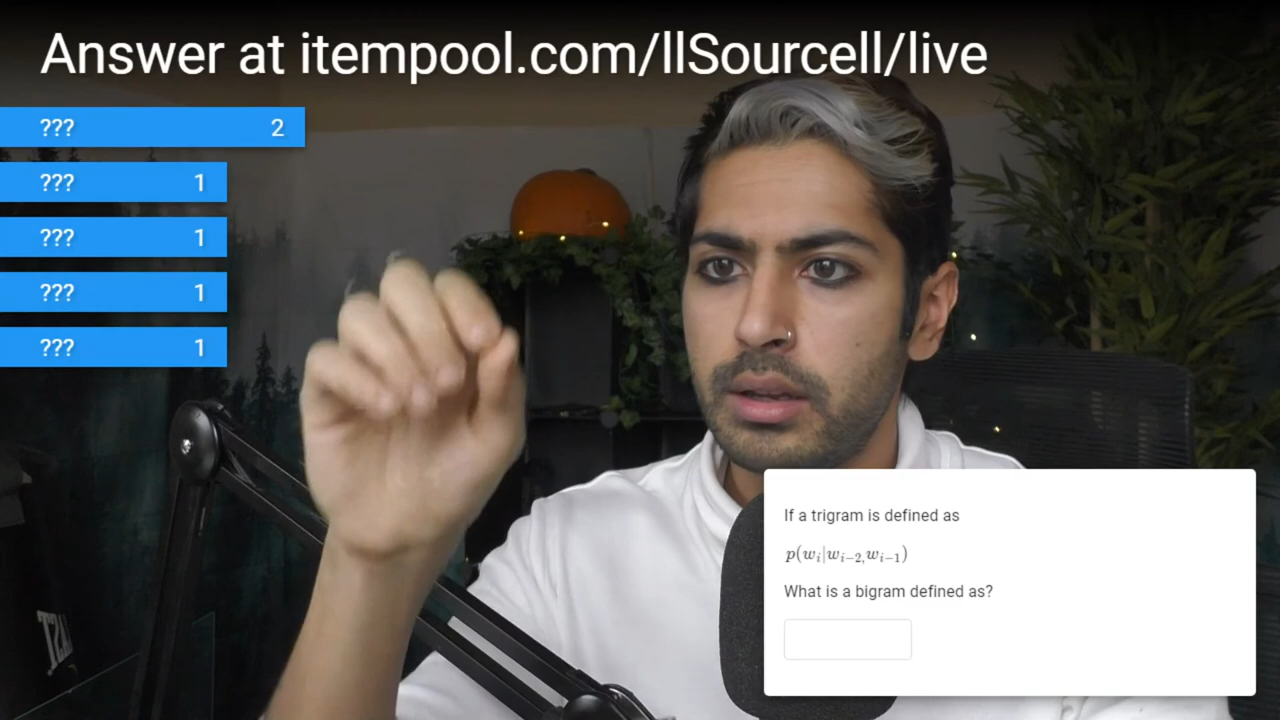 Answer at itempool.com/llSourcell/live
??? 2
??? 1
??? 1
??? 1
??? 1
If a trigram is defined as
p(w_i|w_{i-2,}w_{i-1})
What is a bigram defined as?